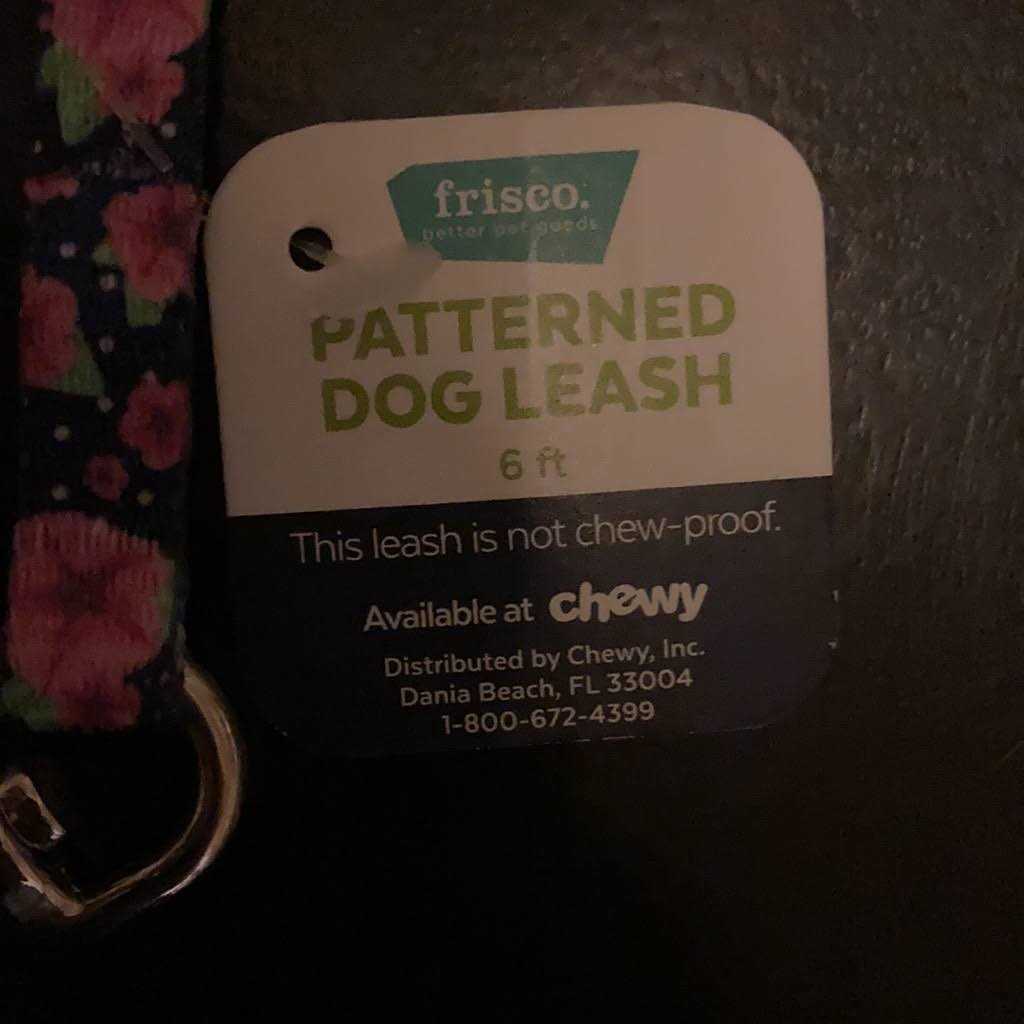 frisco.
better pet goods
PATTERNED
DOG LEASH
6 ft
This leash is not chew-proof.
Available at chewy
Distributed by Chewy, Inc.
Dania Beach, FL 33004
1-800-672-4399